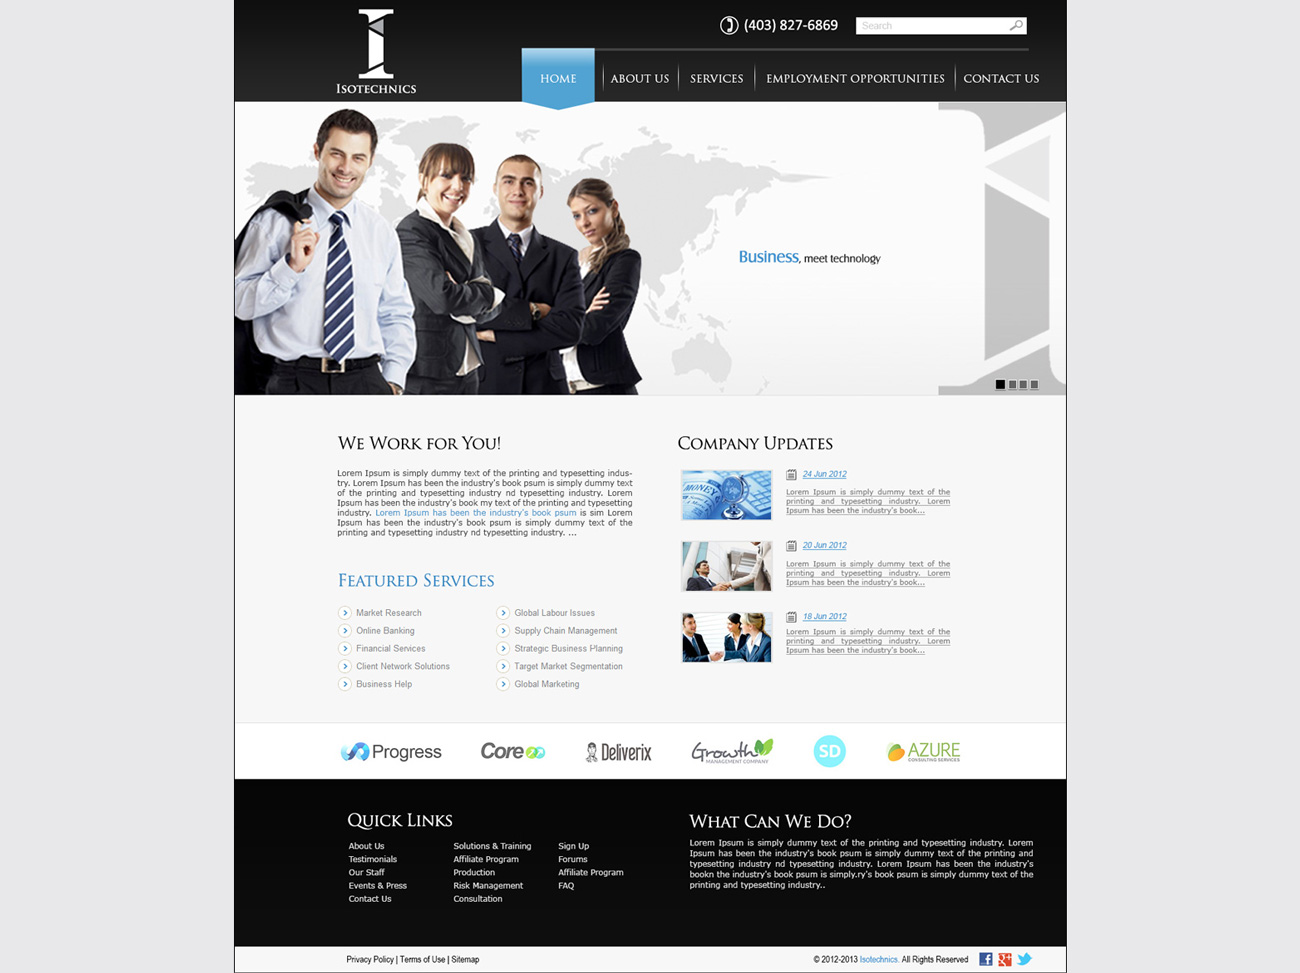 (403) 827-6869
Search
ISOTECHNICS
HOME
ABOUT US
SERVICES
EMPLOYMENT OPPORTUNITIES
CONTACT US
Business, meet technology
WE WORK FOR YOU!
Lorem Ipsum is simply dummy text of the printing and typesetting indus-
try. Lorem Ipsum has been the industry's book psum is simply dummy text
of the printing and typesetting industry nd typesetting industry. Lorem
Ipsum has been the industry's book my text of the printing and typesetting
industry. Lorem Ipsum has been the industry's book psum is sim Lorem
Ipsum has been the industry's book psum is simply dummy text of the
printing and typesetting industry nd typesetting industry. ...
FEATURED SERVICES
Market Research
Online Banking
Financial Services
Client Network Solutions
Business Help
Global Labour Issues
Supply Chain Management
Strategic Business Planning
Target Market Segmentation
Global Marketing
COMPANY UPDATES
MONEY
24 Jun 2012
Lorem Ipsum is simply dummy text of the
printing and typesetting industry. Lorem
Ipsum has been the industry's book...
20 Jun 2012
Lorem Ipsum is simply dummy text of the
printing and typesetting industry. Lorem
Ipsum has been the industry's book...
18 Jun 2012
Lorem Ipsum is simply dummy text of the
printing and typesetting industry. Lorem
Ipsum has been the industry's book...
Progress
Core
Deliverix
Growth
MANAGEMENT COMPANY
SD
AZURE
CONSULTING SERVICES
QUICK LINKS
About Us
Testimonials
Our Staff
Events & Press
Contact Us
Solutions & Training
Affiliate Program
Production
Risk Management
Consultation
Sign Up
Forums
Affiliate Program
FAQ
WHAT CAN WE DO?
Lorem Ipsum is simply dummy text of the printing and typesetting industry. Lorem
Ipsum has been the industry's book psum is simply dummy text of the printing and
typesetting industry nd typesetting industry. Lorem Ipsum has been the industry's
bookn the industry's book psum is simply.ry's book psum is simply dummy text of the
printing and typesetting industry..
Privacy Policy | Terms of Use | Sitemap
© 2012-2013 Isotechnics. All Rights Reserved